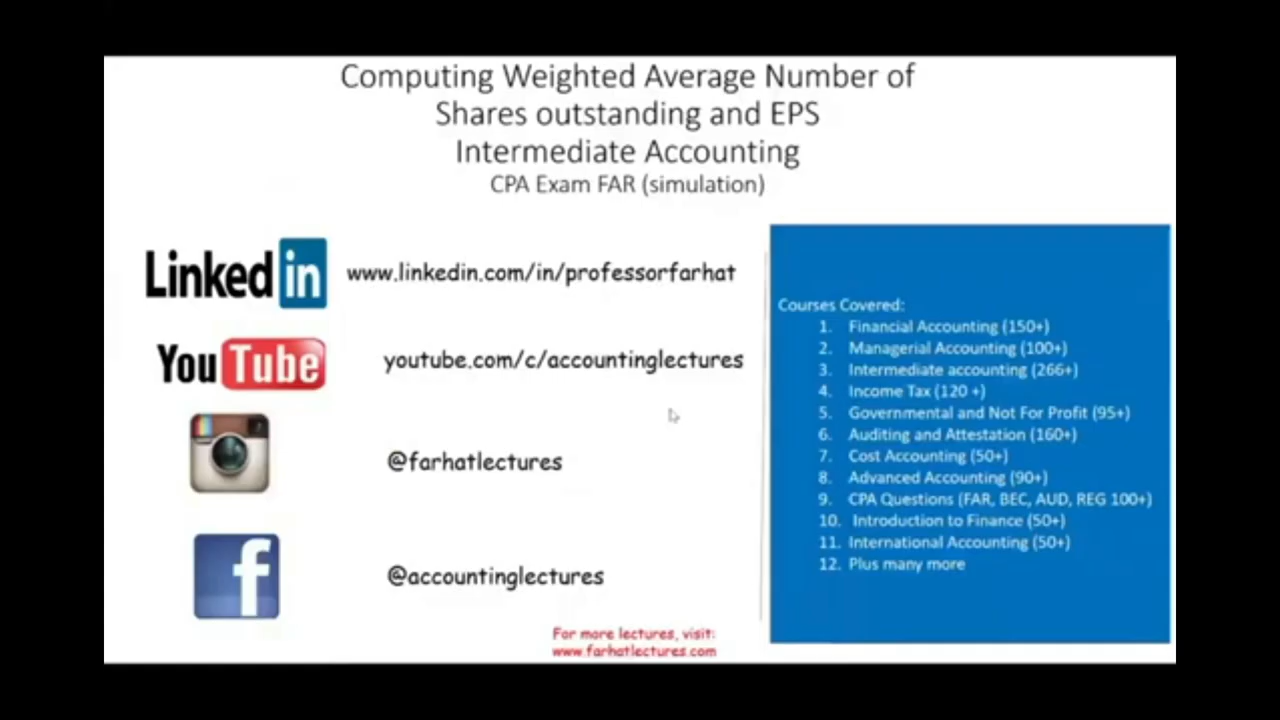 Computing Weighted Average Number of
Shares outstanding and EPS
Intermediate Accounting
CPA Exam FAR (simulation)
Linked in www.linkedin.com/in/professorfarhat
You Tube youtube.com/c/accountinglectures
@farhatlectures
f @accountinglectures
For more lectures, visit:
www.farhatlectures.com
Courses Covered:
1. Financial Accounting (150+)
2. Managerial Accounting (100+)
3. Intermediate accounting (266+)
4. Income Tax (120 +)
5. Governmental and Not For Profit (95+)
6. Auditing and Attestation (160+)
7. Cost Accounting (50+)
8. Advanced Accounting (90+)
9. CPA Questions (FAR, BEC, AUD, REG 100+)
10. Introduction to Finance (50+)
11. International Accounting (50+)
12. Plus many more